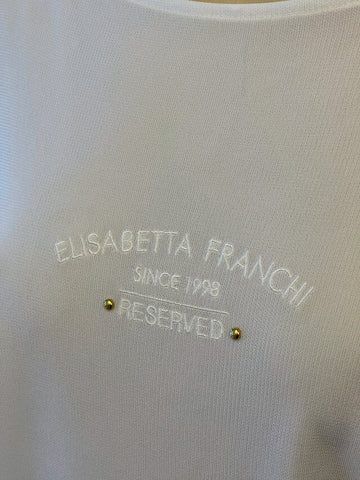 ELISABETTA FRANCHI
SINCE 1998
RESERVED